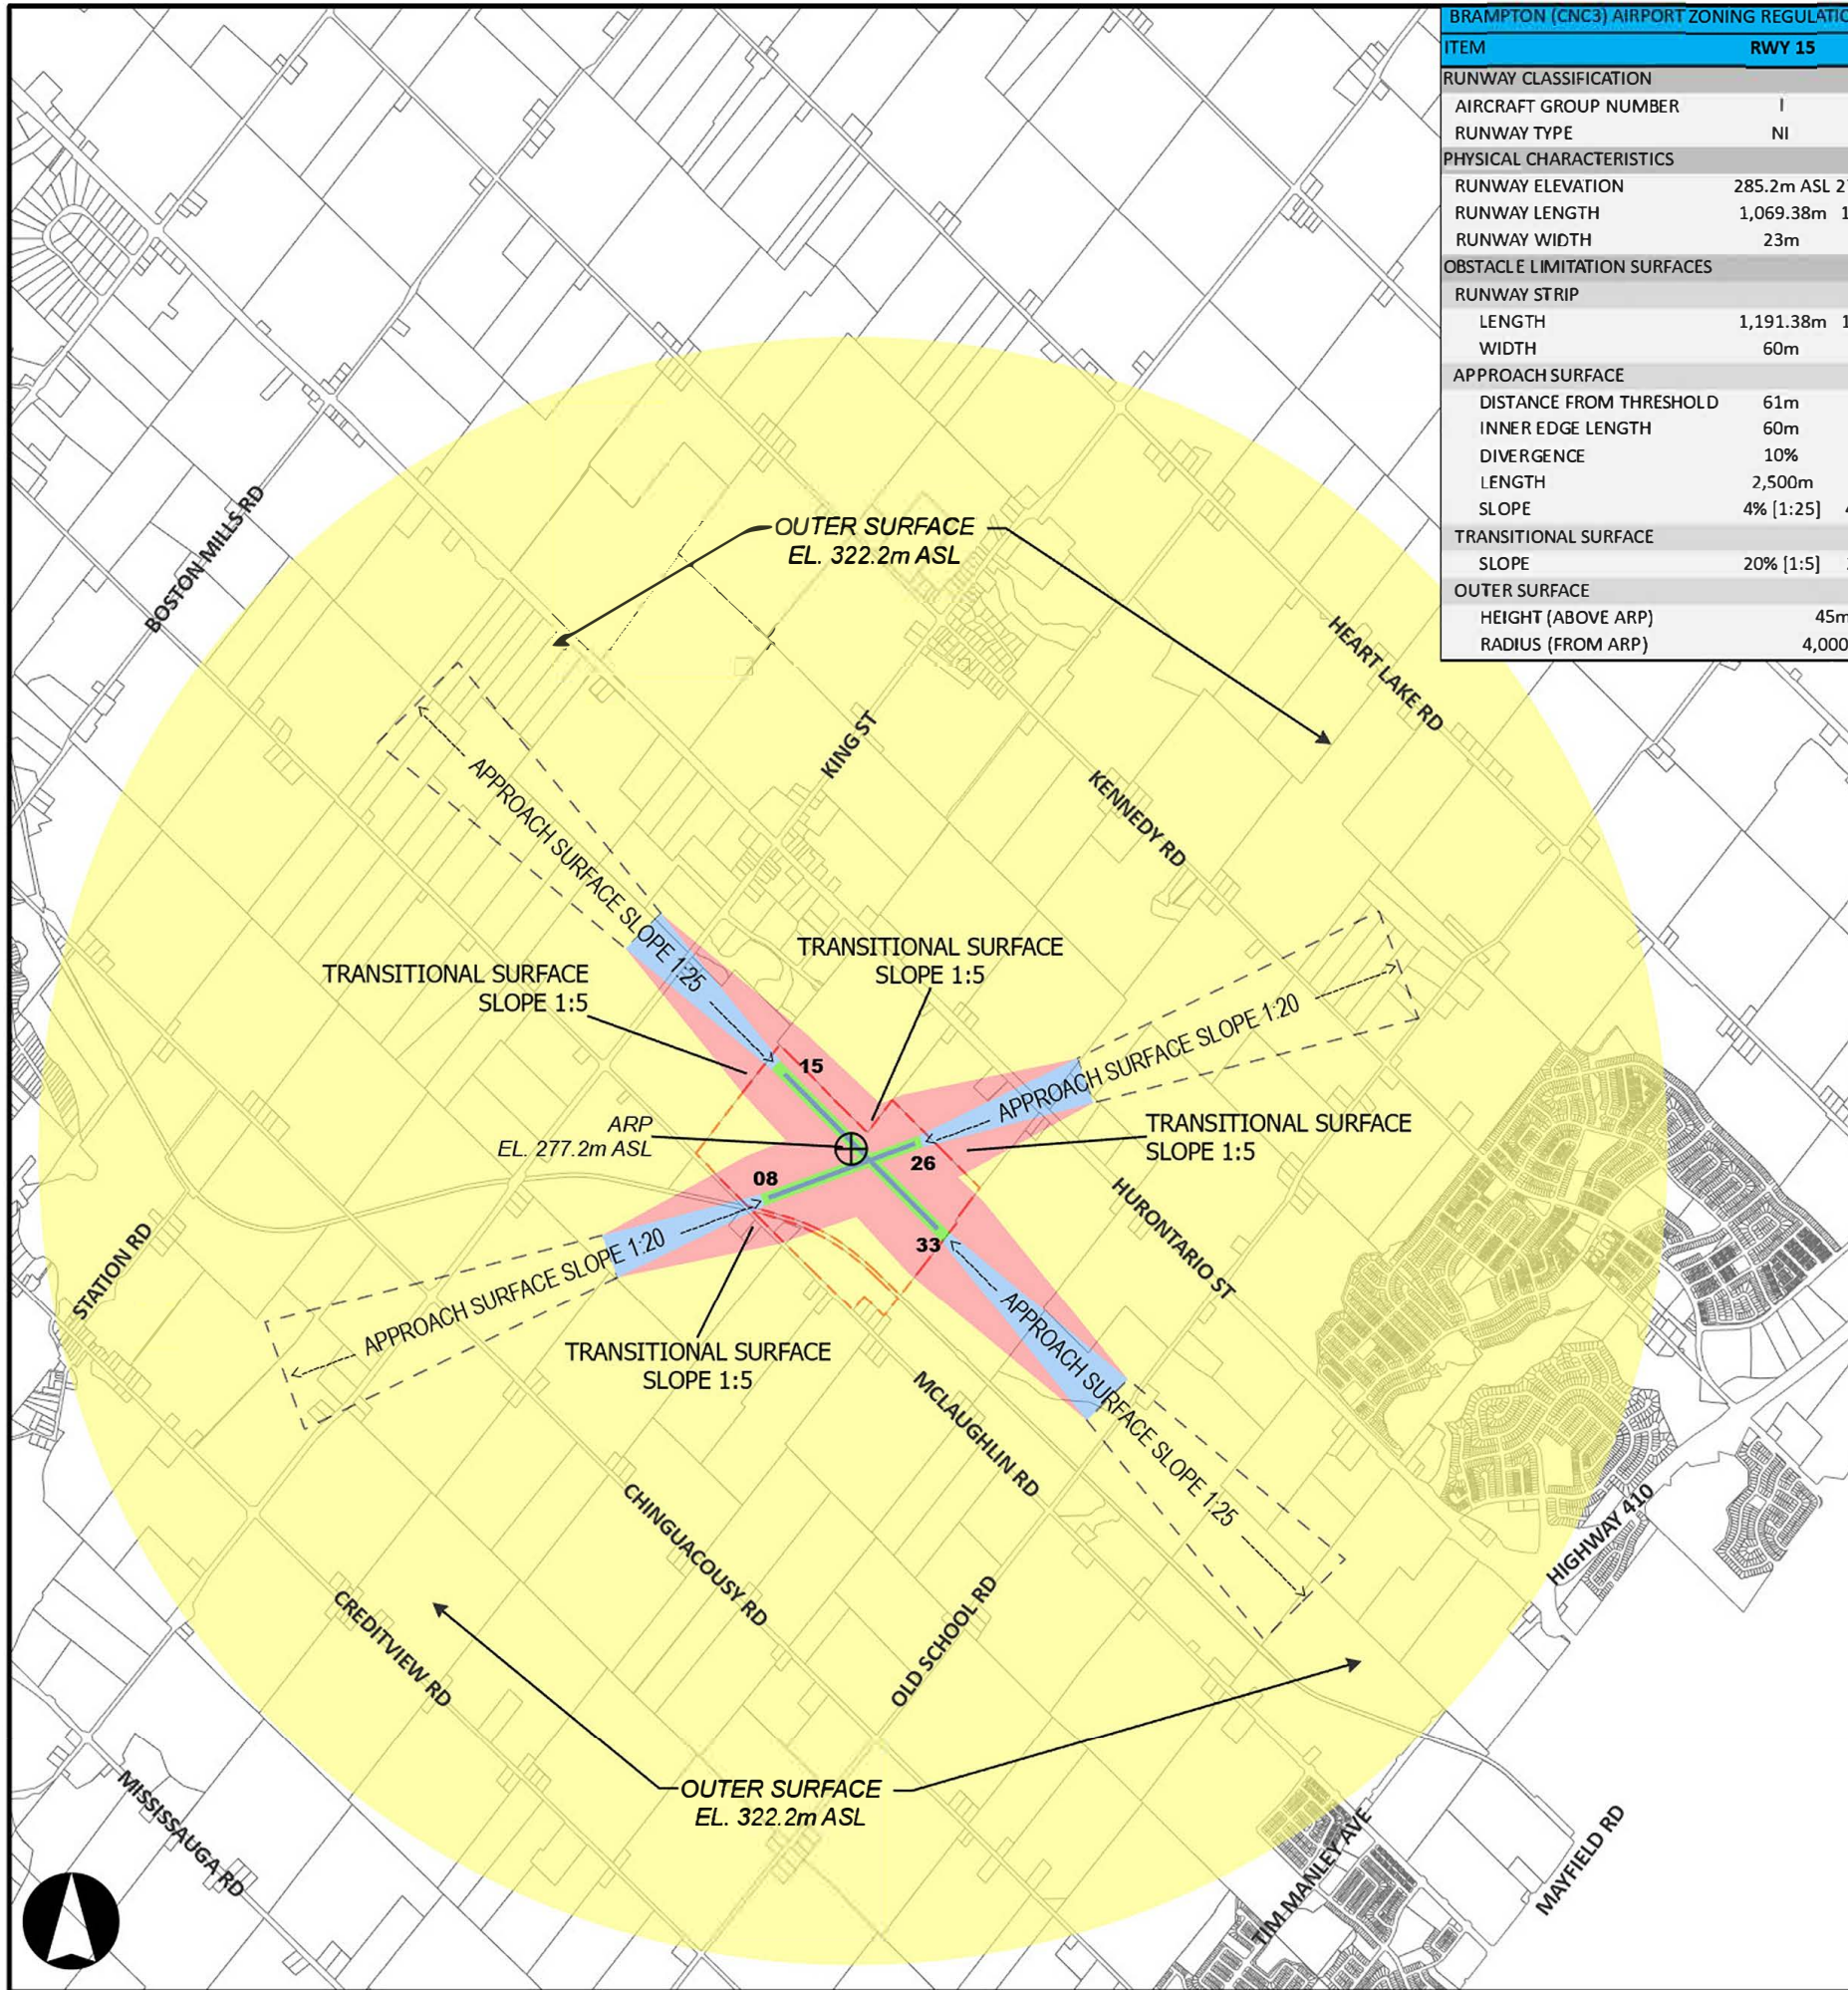 BRAMPTON (CNC3) AIRPORT ZONING REGULATIO
ITEM RWY 15
RUNWAY CLASSIFICATION
AIRCRAFT GROUP NUMBER I
RUNWAY TYPE NI
PHYSICAL CHARACTERISTICS
RUNWAY ELEVATION 285.2m ASL 2
RUNWAY LENGTH 1,069.38m 1
RUNWAY WIDTH 23m
OBSTACLE LIMITATION SURFACES
RUNWAY STRIP
LENGTH 1,191.38m 1
WIDTH 60m
APPROACH SURFACE
DISTANCE FROM THRESHOLD 61m
INNER EDGE LENGTH 60m
DIVERGENCE 10%
LENGTH 2,500m
SLOPE 4% [1:25]
TRANSITIONAL SURFACE
SLOPE 20% [1:5]
OUTER SURFACE
HEIGHT (ABOVE ARP) 45m
RADIUS (FROM ARP) 4,000
BOSTON MILLS RD
OUTER SURFACE
EL. 322.2m ASL
HEART LAKE RD
KING ST
KENNEDY RD
APPROACH SURFACE SLOPE 1:25
TRANSITIONAL SURFACE
SLOPE 1:5
TRANSITIONAL SURFACE
SLOPE 1:5
APPROACH SURFACE SLOPE 1:20
15
ARP
EL. 277.2m ASL
TRANSITIONAL SURFACE
SLOPE 1:5
26
08
33
HURONTARIO ST
STATION RD
APPROACH SURFACE SLOPE 1:20
TRANSITIONAL SURFACE
SLOPE 1:5
APPROACH SURFACE SLOPE 1:25
MCLAUGHLIN RD
CHINGUACOUSY RD
HIGHWAY 410
CREDITVIEW RD
OLD SCHOOL RD
OUTER SURFACE
EL. 322.2m ASL
MISSISSAUGA RD
TIM MANLEY AVE
MAYFIELD RD